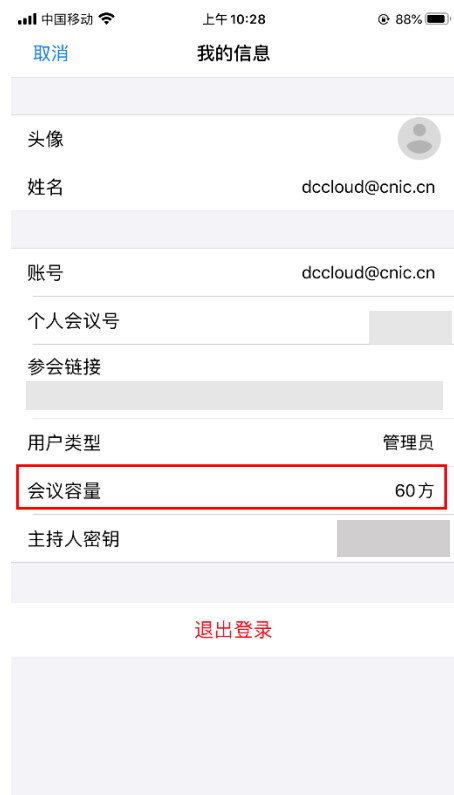 中国移动 上午10:28 88%
取消 我的信息
头像
姓名 dccloud@cnic.cn
账号 dccloud@cnic.cn
个人会议号
参会链接
用户类型 管理员
会议容量 60方
主持人密钥
退出登录